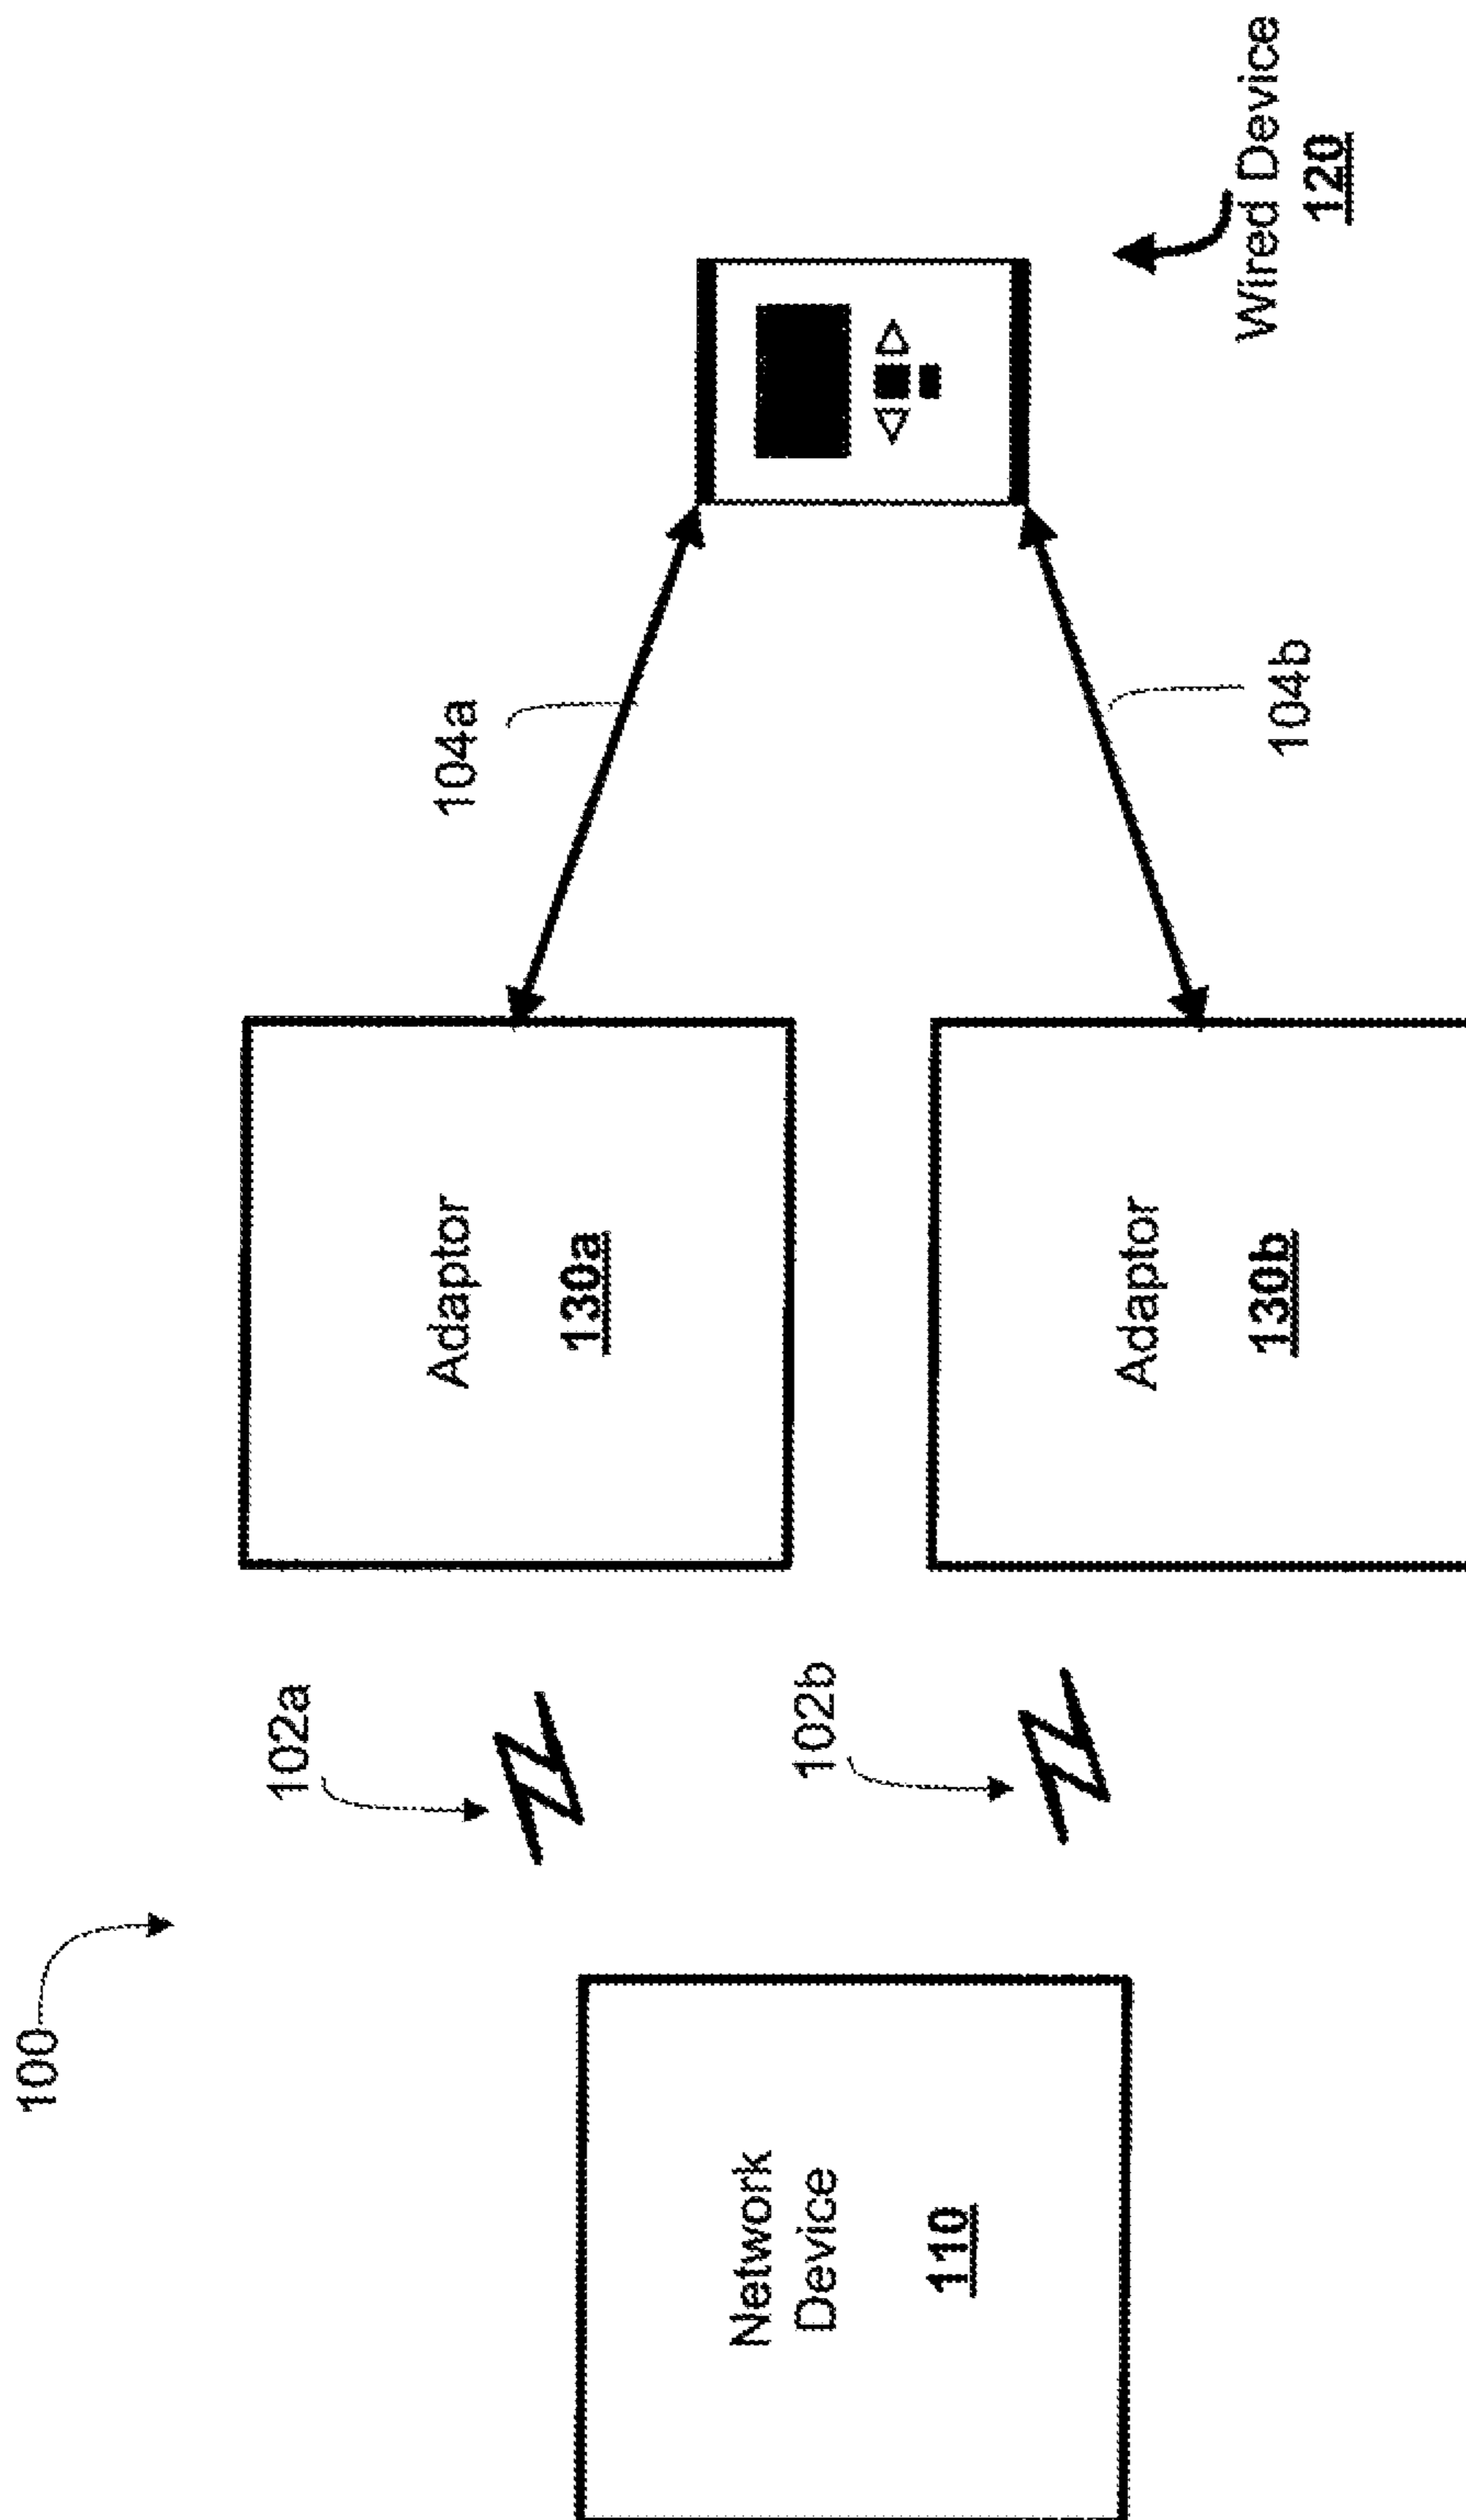 100
102a
102b
104a
104b
Network
Device
110
Adaptor
130a
Adaptor
130b
Wired Device
120